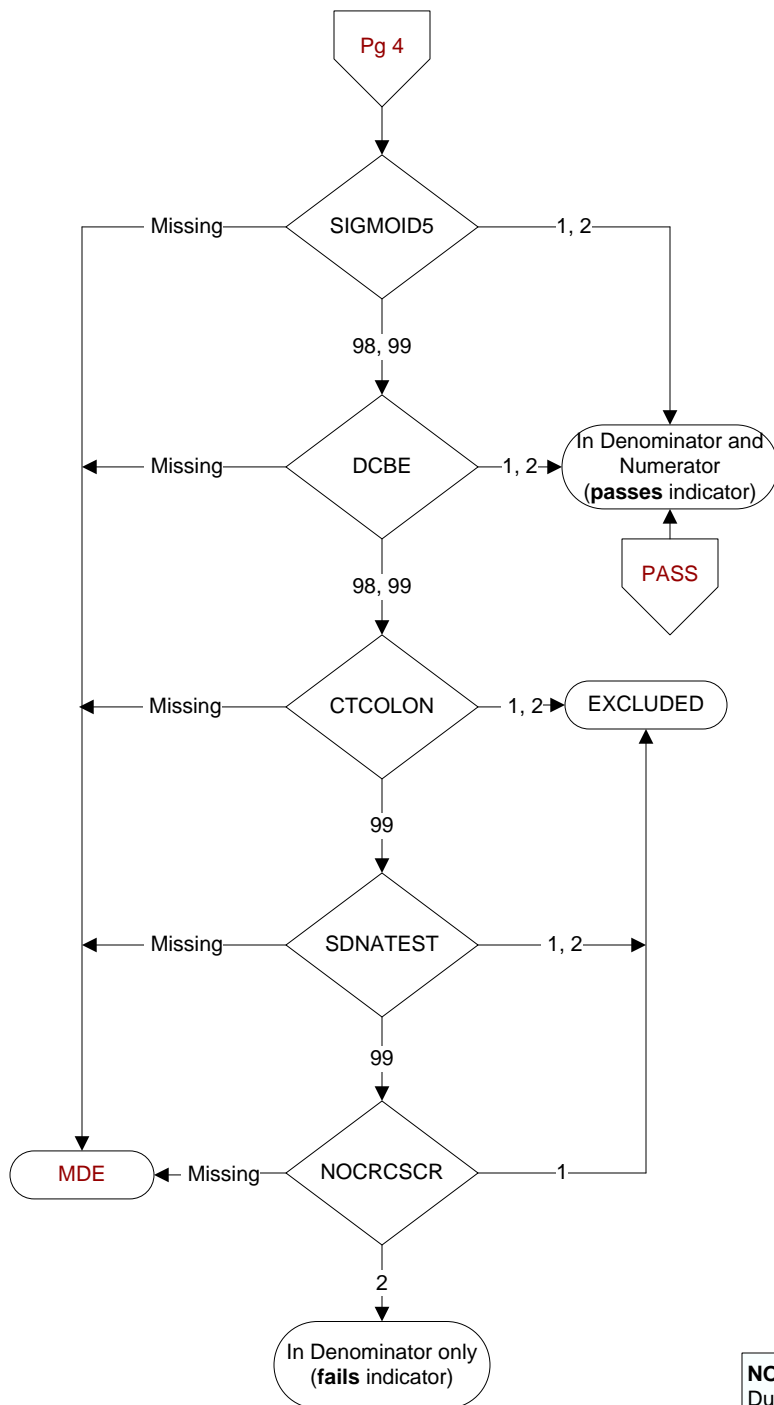 Pg 4
SIGMOID5
Missing
1, 2
98, 99
DCBE
Missing
1, 2
In Denominator and
Numerator
(passes indicator)
PASS
98, 99
CTCOLON
Missing
1, 2
EXCLUDED
99
SDNATEST
Missing
1, 2
99
NOCRCSCR
Missing
MDE
1
2
In Denominator only
(fails indicator)